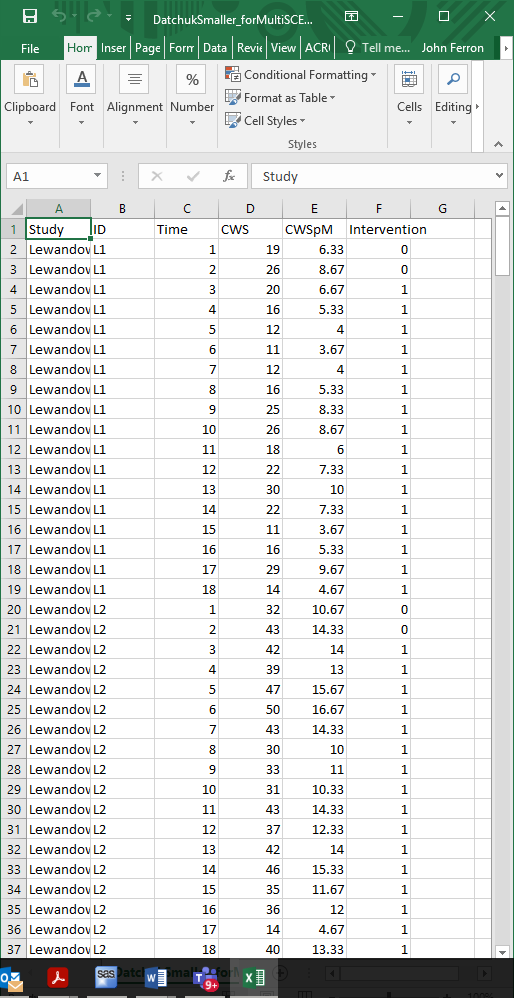 DatchukSmaller_forMultiSCE...
File Hor Inser Page Forn Data Revie View ACRI Tell me... John Ferron
Clipboard Font Alignment Number Conditional Formatting Format as Table Cell Styles Cells Editing
Styles
A1 fx Study
A B C D E F G
1 Study ID Time CWS CWSpM Intervention
2 Lewandov L1 1 19 6.33 0
3 Lewandov L1 2 26 8.67 0
4 Lewandov L1 3 20 6.67 1
5 Lewandov L1 4 16 5.33 1
6 Lewandov L1 5 12 4 1
7 Lewandov L1 6 11 3.67 1
8 Lewandov L1 7 12 4 1
9 Lewandov L1 8 16 5.33 1
10 Lewandov L1 9 25 8.33 1
11 Lewandov L1 10 26 8.67 1
12 Lewandov L1 11 18 6 1
13 Lewandov L1 12 22 7.33 1
14 Lewandov L1 13 30 10 1
15 Lewandov L1 14 22 7.33 1
16 Lewandov L1 15 11 3.67 1
17 Lewandov L1 16 16 5.33 1
18 Lewandov L1 17 29 9.67 1
19 Lewandov L1 18 14 4.67 1
20 Lewandov L2 1 32 10.67 0
21 Lewandov L2 2 43 14.33 0
22 Lewandov L2 3 42 14 1
23 Lewandov L2 4 39 13 1
24 Lewandov L2 5 47 15.67 1
25 Lewandov L2 6 50 16.67 1
26 Lewandov L2 7 43 14.33 1
27 Lewandov L2 8 30 10 1
28 Lewandov L2 9 33 11 1
29 Lewandov L2 10 31 10.33 1
30 Lewandov L2 11 43 14.33 1
31 Lewandov L2 12 37 12.33 1
32 Lewandov L2 13 42 14 1
33 Lewandov L2 14 46 15.33 1
34 Lewandov L2 15 35 11.67 1
35 Lewandov L2 16 36 12 1
36 Lewandov L2 17 14 4.67 1
37 Lewandov L2 18 40 13.33 1
sas 9+